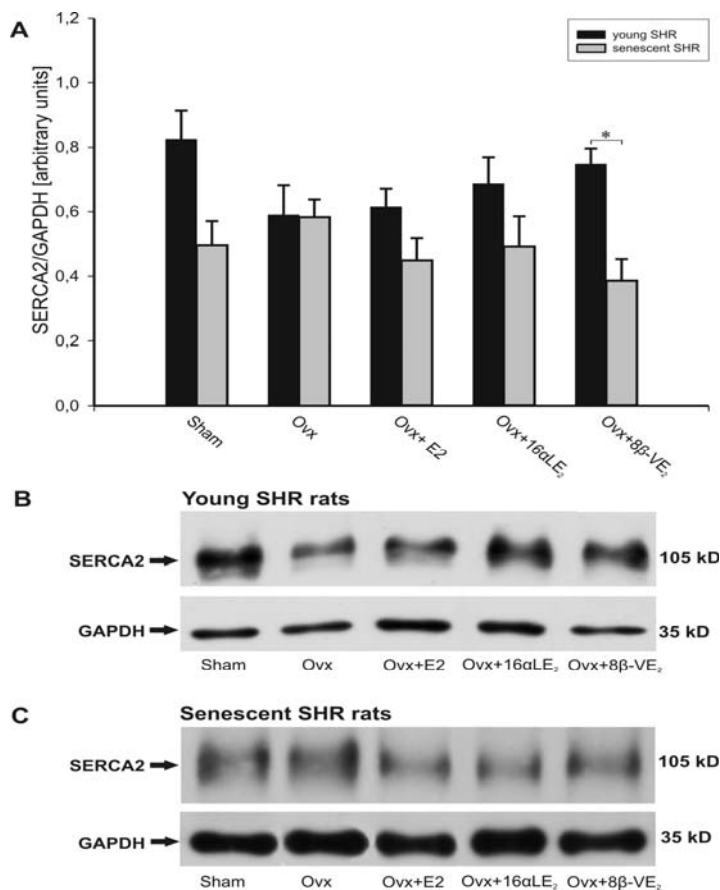 A
young SHR
senescent SHR
SERCA2/GAPDH [arbitrary units]
1,2
1,0
0,8
0,6
0,4
0,2
0,0
*
Sham
Ovx
Ovx+ E2
Ovx+16αLE₂
Ovx+8β-VE₂
B
Young SHR rats
SERCA2
105 kD
GAPDH
35 kD
Sham Ovx Ovx+E2 Ovx+16αLE₂ Ovx+8β-VE₂
C
Senescent SHR rats
SERCA2
105 kD
GAPDH
35 kD
Sham Ovx Ovx+E2 Ovx+16αLE₂ Ovx+8β-VE₂